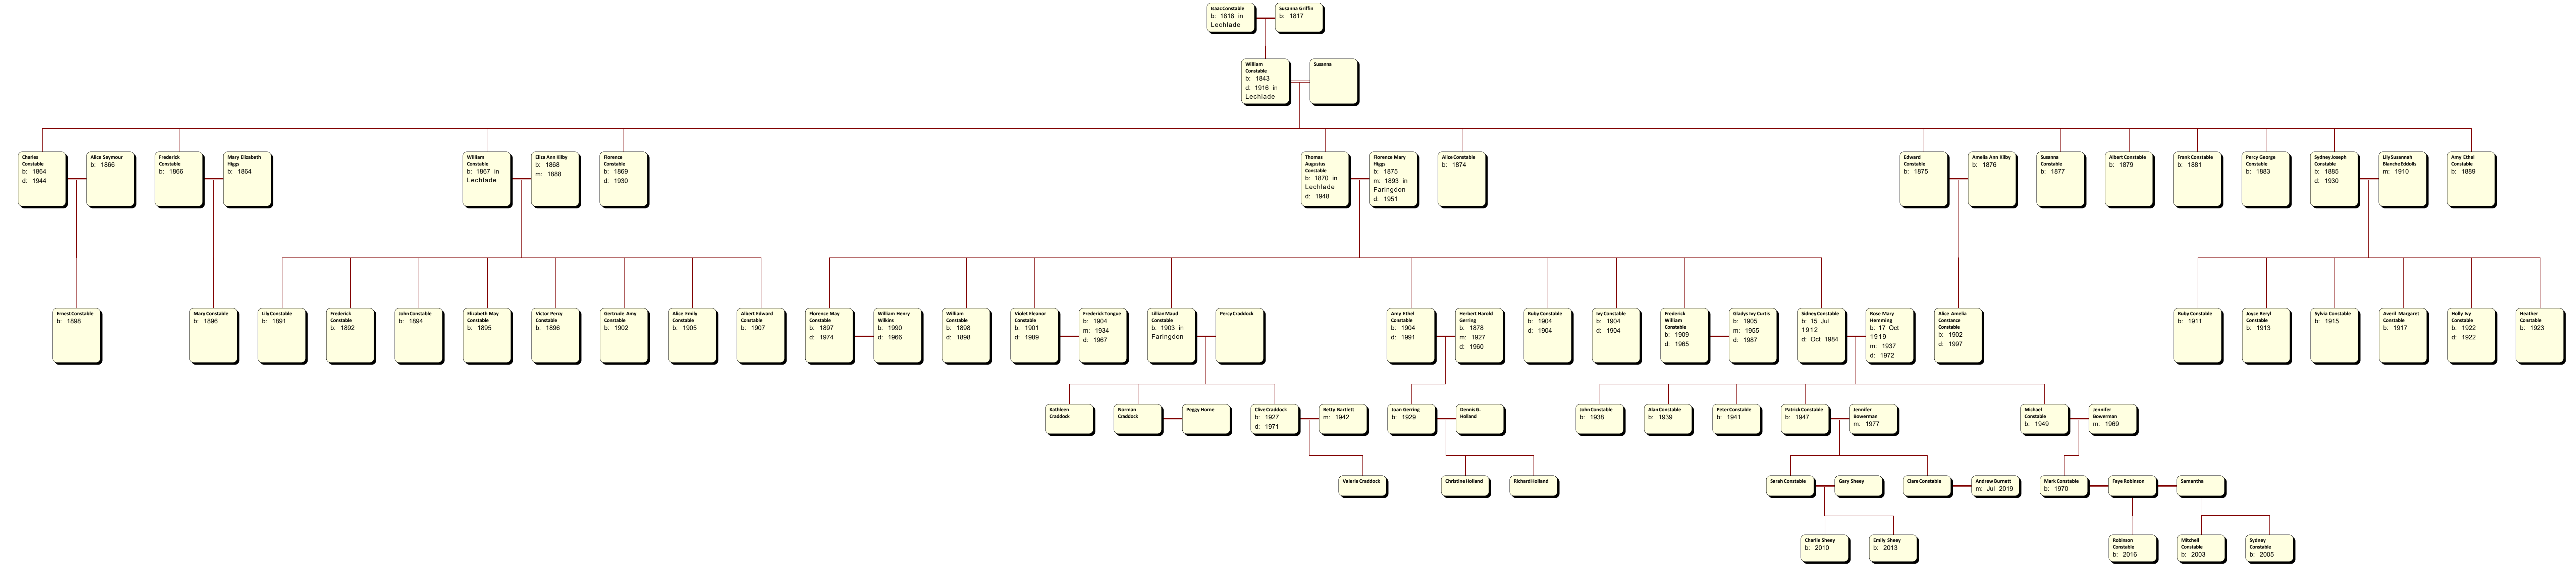 Isaac Constable
b: 1818 in
Lechlade
Susanna Griffin
b: 1817
William
Constable
b: 1843
d: 1916 in
Lechlade
Susanna
Charles
Constable
b: 1864
d: 1944
Alice Seymour
b: 1866
Frederick
Constable
b: 1866
Mary Elizabeth
Higgs
b: 1864
William
Constable
b: 1867 in
Lechlade
Eliza Ann Kilby
b: 1868
m: 1888
Florence
Constable
b: 1869
d: 1930
Thomas
Augustus
Constable
b: 1870 in
Lechlade
d: 1948
Florence Mary
Higgs
b: 1875
m: 1893 in
Faringdon
d: 1951
Alice Constable
b: 1874
Edward
Constable
b: 1875
Amelia Ann Kilby
b: 1876
Susanna
Constable
b: 1877
Albert Constable
b: 1879
Frank Constable
b: 1881
Percy George
Constable
b: 1883
Sydney Joseph
Constable
b: 1885
d: 1930
Lily Susannah
Blanche Eddolls
m: 1910
Amy Ethel
Constable
b: 1889
Ernest Constable
b: 1898
Mary Constable
b: 1896
Lily Constable
b: 1891
Frederick
Constable
b: 1892
John Constable
b: 1894
Elizabeth May
Constable
b: 1895
Victor Percy
Constable
b: 1896
Gertrude Amy
Constable
b: 1902
Alice Emily
Constable
b: 1905
Albert Edward
Constable
b: 1907
Florence May
Constable
b: 1897
d: 1974
William Henry
Wilkins
b: 1990
d: 1966
William
Constable
b: 1898
d: 1898
Violet Eleanor
Constable
b: 1901
d: 1989
Frederick Tongue
b: 1904
m: 1934
d: 1967
Lillian Maud
Constable
b: 1903 in
Faringdon
Percy Craddock
Amy Ethel
Constable
b: 1904
d: 1991
Herbert Harold
Gerring
b: 1878
m: 1927
d: 1960
Ruby Constable
b: 1904
d: 1904
Ivy Constable
b: 1904
d: 1904
Frederick
William
Constable
b: 1909
d: 1965
Gladys Ivy Curtis
b: 1905
m: 1955
d: 1987
Sidney Constable
b: 15 Jul
1912
d: Oct 1984
Rose Mary
Hemming
b: 17 Oct
1919
m: 1937
d: 1972
Alice Amelia
Constance
Constable
b: 1902
d: 1997
Ruby Constable
b: 1911
Joyce Beryl
Constable
b: 1913
Sylvia Constable
b: 1915
Averil Margaret
Constable
b: 1917
Holly Ivy
Constable
b: 1922
d: 1922
Heather
Constable
b: 1923
Kathleen
Craddock
Norman
Craddock
Peggy Horne
Clive Craddock
b: 1927
d: 1971
Betty Bartlett
m: 1942
Joan Gerring
b: 1929
Dennis G.
Holland
John Constable
b: 1938
Alan Constable
b: 1939
Peter Constable
b: 1941
Patrick Constable
b: 1947
Jennifer
Bowerman
m: 1977
Michael
Constable
b: 1949
Jennifer
Bowerman
m: 1969
Valerie Craddock
Christine Holland
Richard Holland
Sarah Constable
Gary Sheey
Clare Constable
Andrew Burnett
m: Jul 2019
Mark Constable
b: 1970
Faye Robinson
Samantha
Charlie Sheey
b: 2010
Emily Sheey
b: 2013
Robinson
Constable
b: 2016
Mitchell
Constable
b: 2003
Sydney
Constable
b: 2005